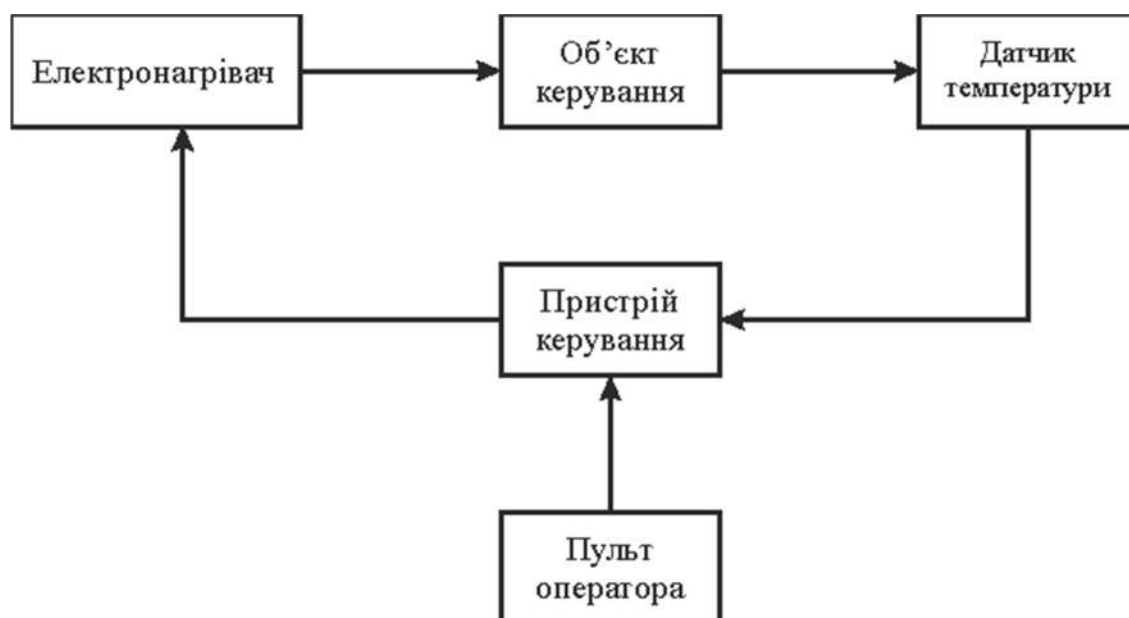 Електронагрівач
Об’єкт
керування
Датчик
температури
Пристрій
керування
Пульт
оператора